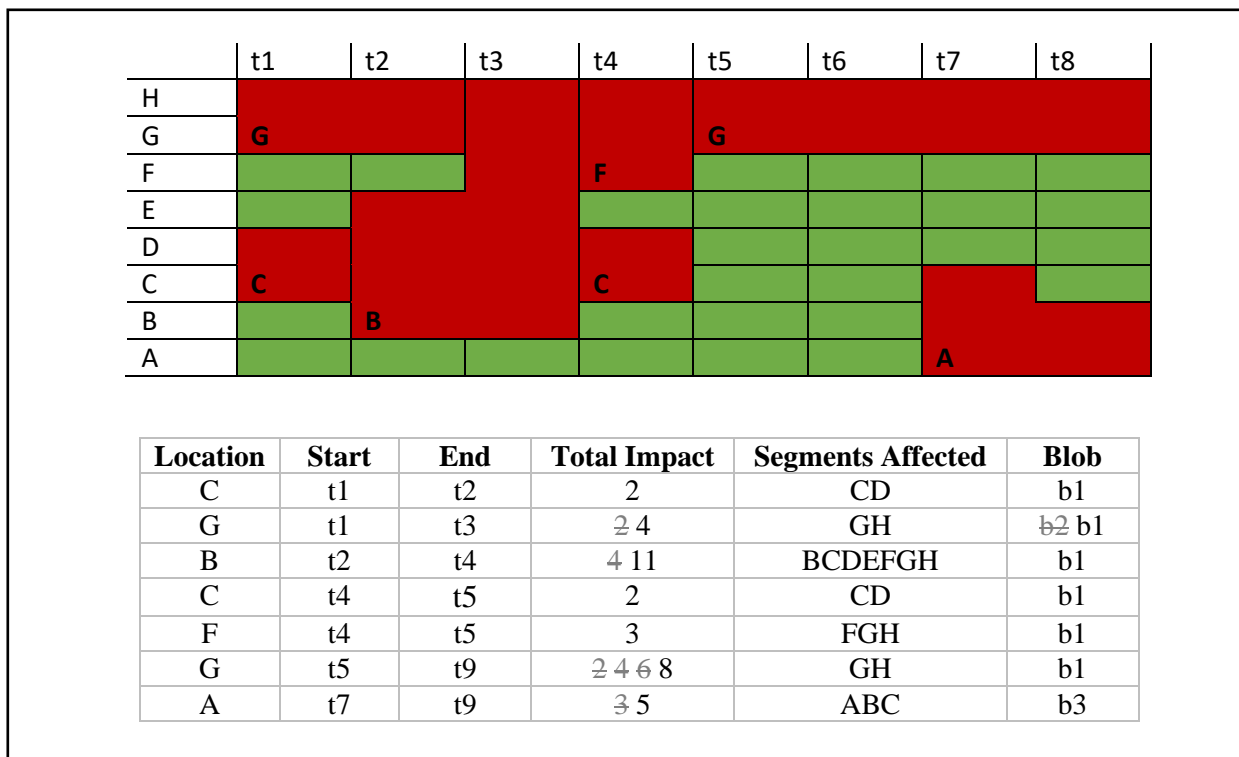 t1 t2 t3 t4 t5 t6 t7 t8
H
G G G
F F
E
D
C C C
B B
A A
Location Start End Total Impact Segments Affected Blob
C t1 t2 2 CD b1
G t1 t3 2 4 GH b2 b1
B t2 t4 4 11 BCDEFGH b1
C t4 t5 2 CD b1
F t4 t5 3 FGH b1
G t5 t9 2 4 6 8 GH b1
A t7 t9 3 5 ABC b3